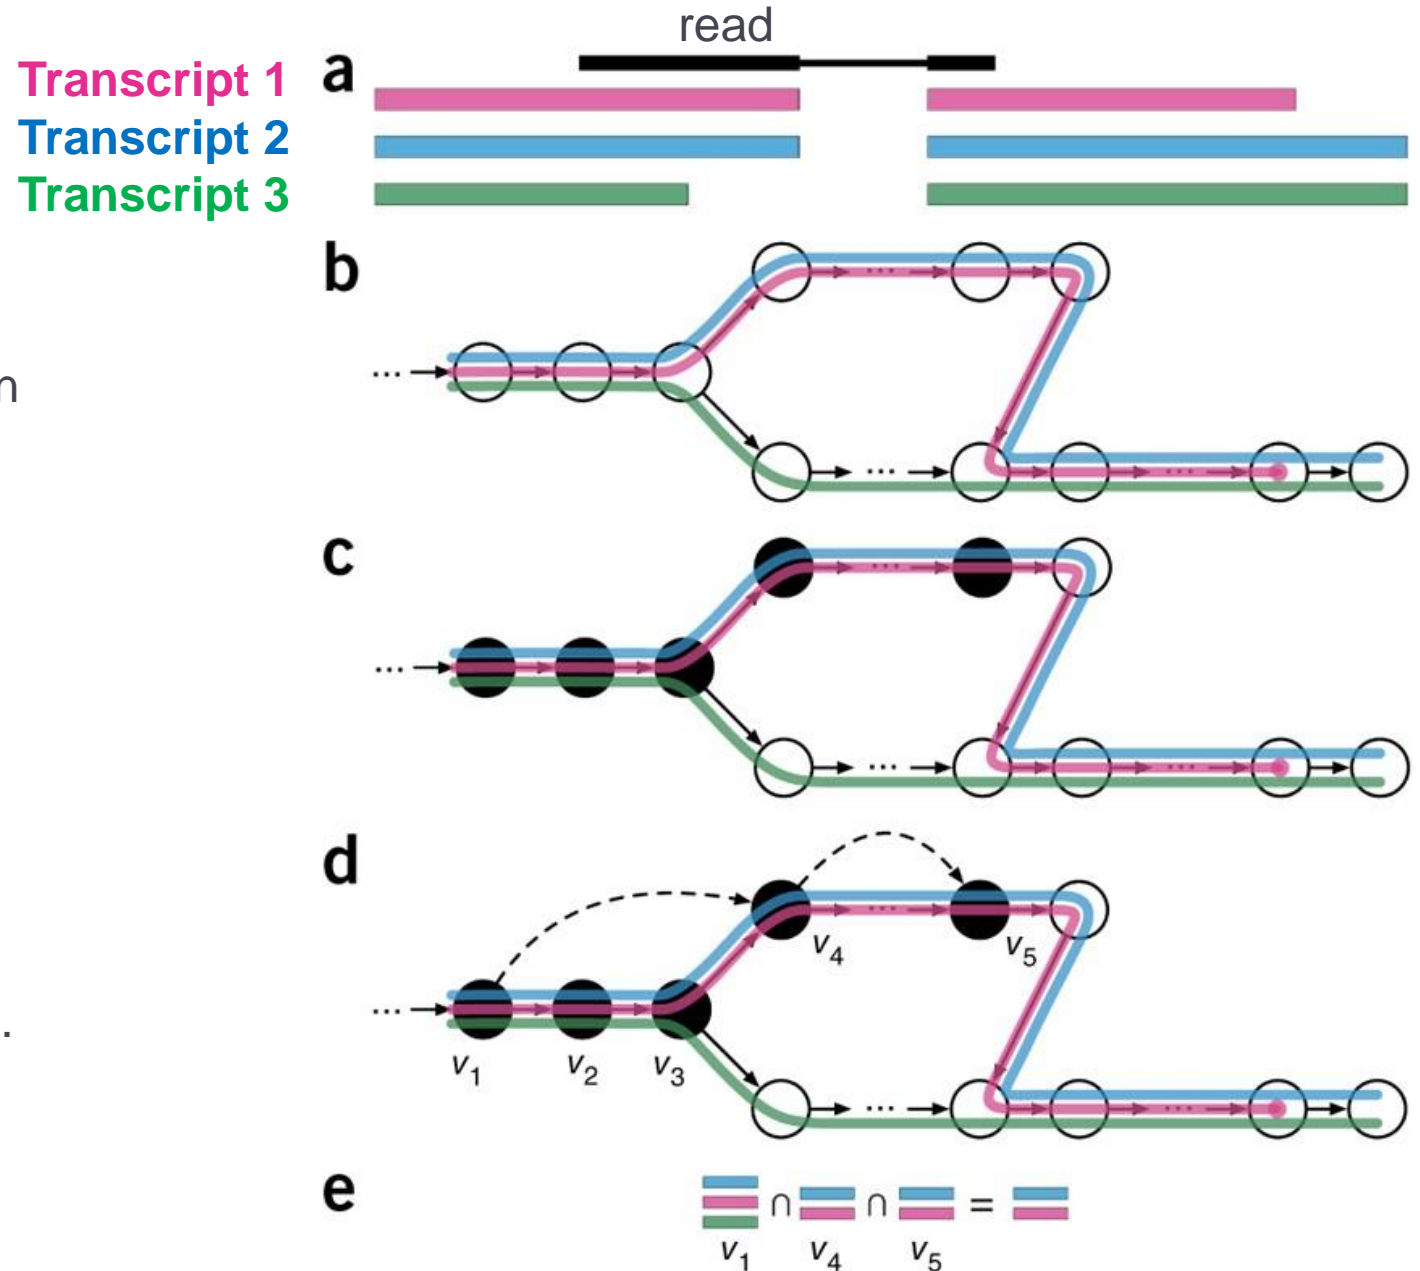 read
a
Transcript 1
Transcript 2
Transcript 3
b
...
...
...
...
n
c
...
...
...
...
d
...
v4 v5
...
.
v1 v2 v3
...
...
e
∩ ∩ =
v1 v4 v5